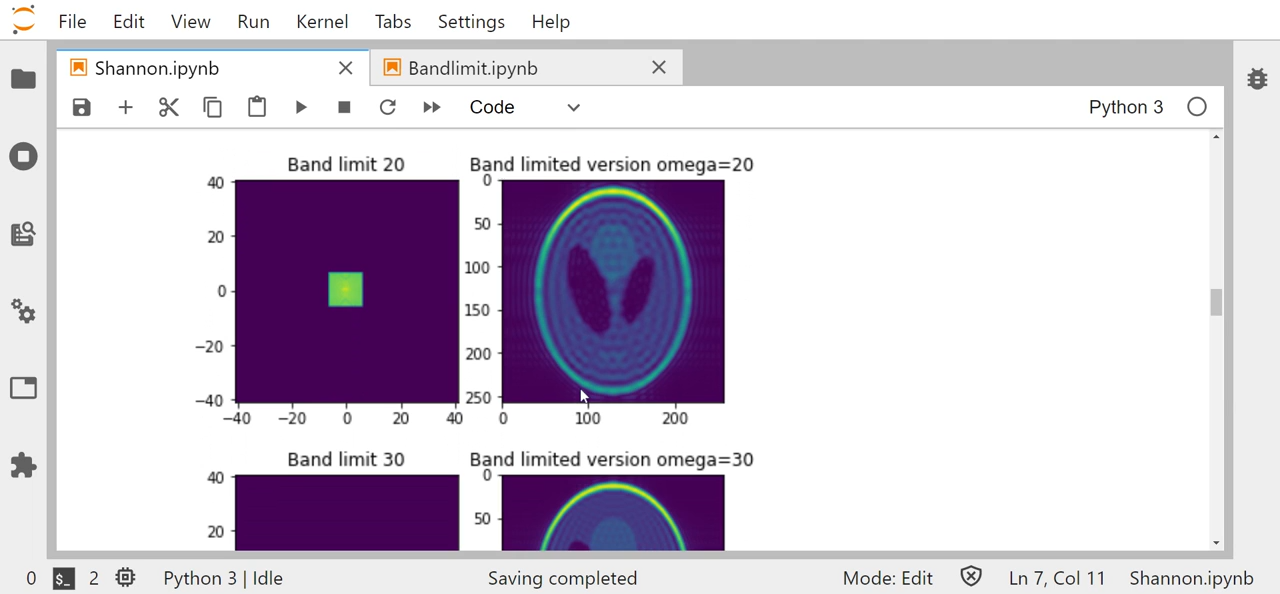 File Edit View Run Kernel Tabs Settings Help
Shannon.ipynb Bandlimit.ipynb
Code Python 3
Band limit 20 Band limited version omega=20
40
20
0
−20
−40
−40 −20 0 20 40
0
50
100
150
200
250
0 100 200
Band limit 30 Band limited version omega=30
40
20
0
50
0 $_ 2 Python 3 | Idle Saving completed Mode: Edit Ln 7, Col 11 Shannon.ipynb